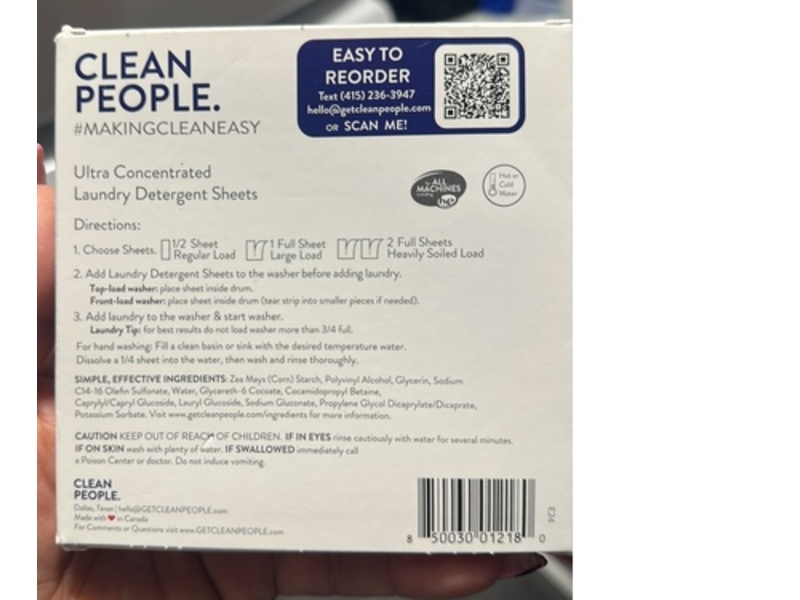 CLEAN
PEOPLE.
#MAKINGCLEANEASY
EASY TO
REORDER
Text (415) 236-3947
hello@getcleanpeople.com
OR SCAN ME!
Ultra Concentrated
Laundry Detergent Sheets
for ALL
MACHINES
including
he
Hot or
Cold
Water
Directions:
1. Choose Sheets. 1/2 Sheet Regular Load 1 Full Sheet Large Load 2 Full Sheets Heavily Soiled Load
2. Add Laundry Detergent Sheets to the washer before adding laundry.
Top-load washer: place sheet inside drum.
Front-load washer: place sheet inside drum (tear strip into smaller pieces if needed).
3. Add laundry to the washer & start washer.
Laundry Tip: for best results do not load washer more than 3/4 full.
For hand washing: Fill a clean basin or sink with the desired temperature water.
Dissolve a 1/4 sheet into the water, then wash and rinse thoroughly.
SIMPLE, EFFECTIVE INGREDIENTS: Zea Mays (Corn) Starch, Polyvinyl Alcohol, Glycerin, Sodium
C14-16 Olefin Sulfonate, Water, Glycereth-6 Cocoate, Cocamidopropyl Betaine,
Caprylyl/Capryl Glucoside, Lauryl Glucoside, Sodium Gluconate, Propylene Glycol Dicaprylate/Dicaprate,
Potassium Sorbate. Visit www.getcleanpeople.com/ingredients for more information.
CAUTION KEEP OUT OF REACH OF CHILDREN. IF IN EYES rinse cautiously with water for several minutes.
IF ON SKIN wash with plenty of water. IF SWALLOWED immediately call
a Poison Center or doctor. Do not induce vomiting.
CLEAN
PEOPLE.
Dallas, Texas | hello@GETCLEANPEOPLE.com
Made with ❤ in Canada
For Comments or Questions visit www.GETCLEANPEOPLE.com
8 50030 01218 0
E24